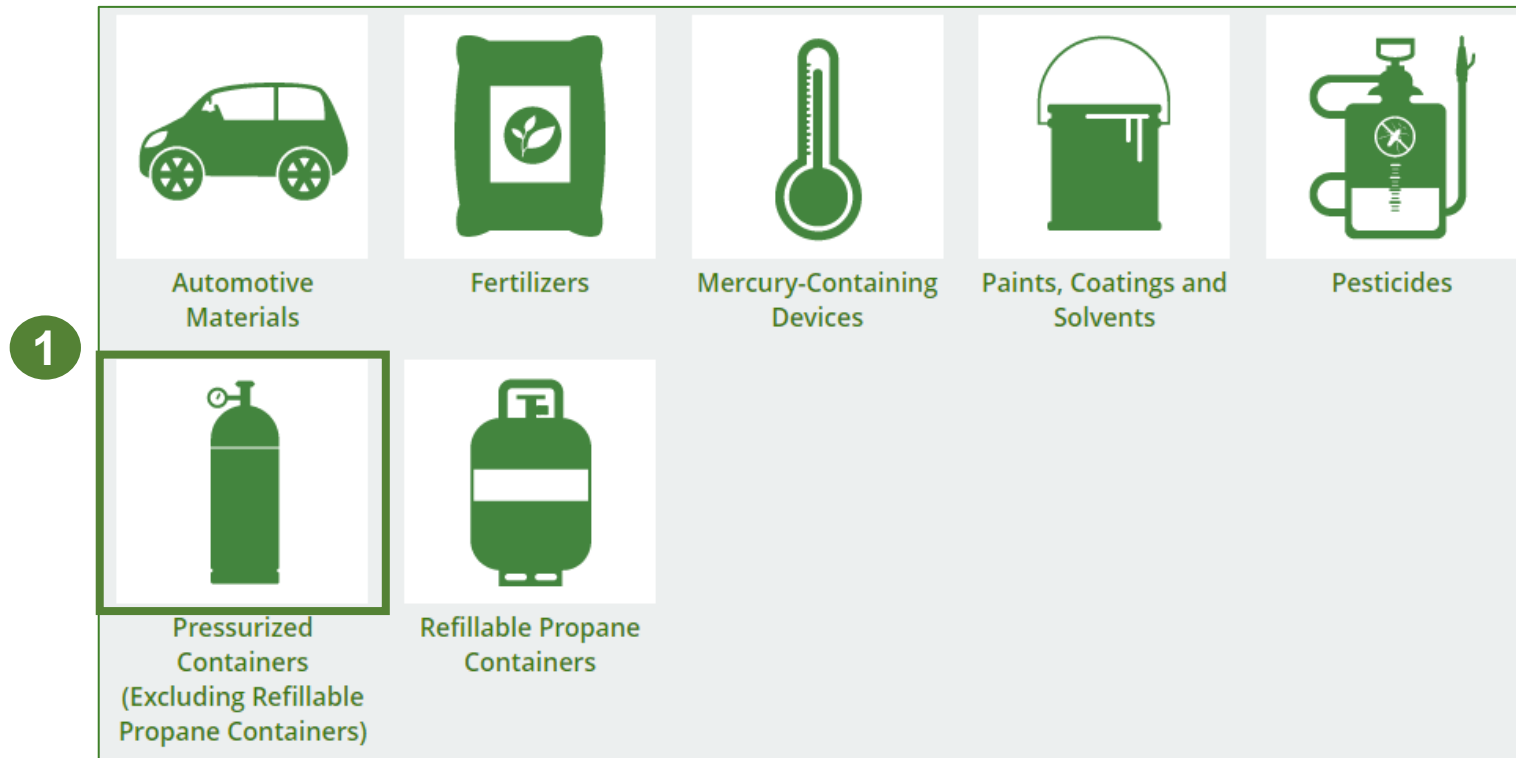 Automotive
Materials
Fertilizers
Mercury-Containing
Devices
Paints, Coatings and
Solvents
Pesticides
1
Pressurized
Containers
(Excluding Refillable
Propane Containers)
Refillable Propane
Containers